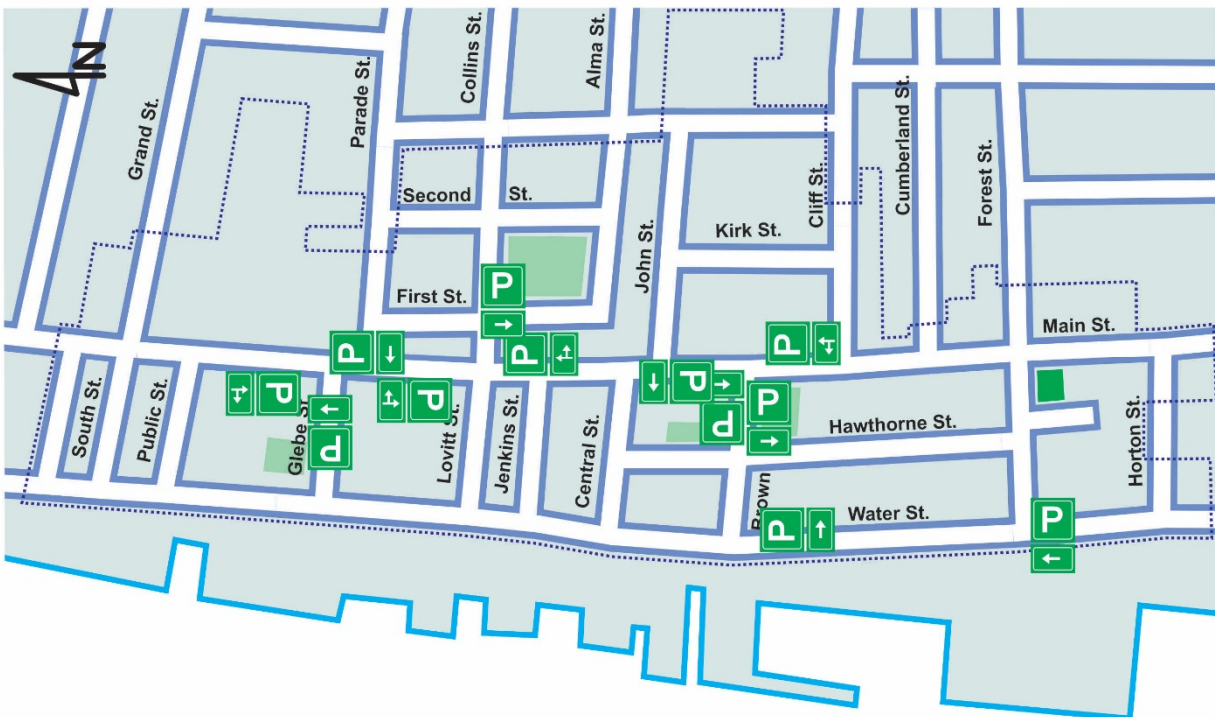 N
Grand St.
Parade St.
Collins St.
Alma St.
Second St.
Cliff St.
Cumberland St.
Forest St.
Kirk St.
John St.
First St.
P
Main St.
P
P
P
South St.
Public St.
P
Glebe St.
P
P
Lovitt St.
Jenkins St.
Central St.
P
P
P
Hawthorne St.
Horton St.
Brown
P
Water St.
P